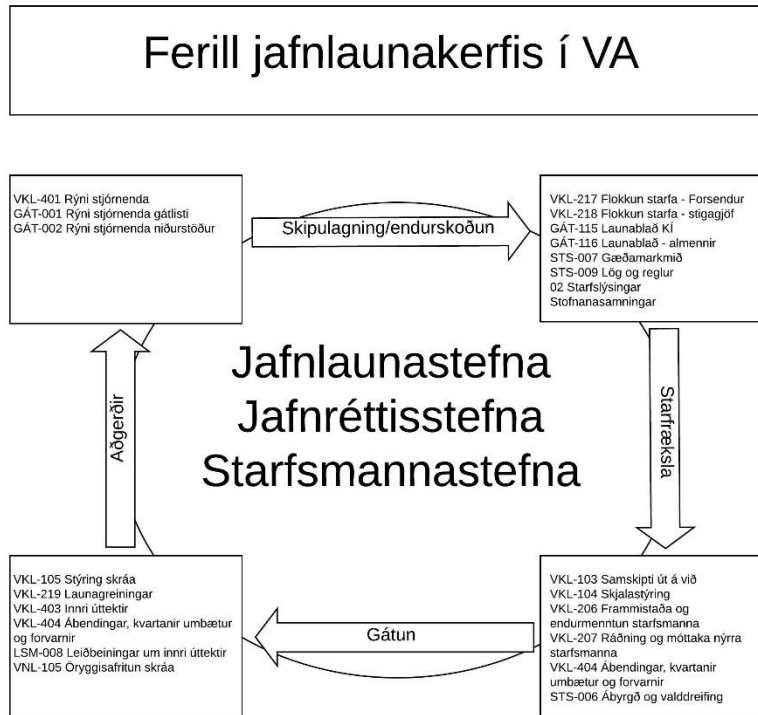 Ferill jafnlaunakerfis í VA
VKL-401 Rýni stjórnenda
GÁT-001 Rýni stjórnenda gátlisti
GÁT-002 Rýni stjórnenda niðurstöður
Skipulagning/endurskoðun
VKL-217 Flokkun starfa - Forsendur
VKL-218 Flokkun starfa - stigagjöf
GÁT-115 Launablað KÍ
GÁT-116 Launablað - almennir
STS-007 Gæðamarkmið
STS-009 Lög og reglur
02 Starfslýsingar
Stofnanasamningar
Jafnlaunastefna
Jafnréttisstefna
Starfsmannastefna
Aðgerðir
Starfræksla
VKL-105 Stýring skráa
VKL-219 Launagreiningar
VKL-403 Innri úttektir
VKL-404 Ábendingar, kvartanir umbætur
og forvarnir
LSM-008 Leiðbeiningar um innri úttektir
VNL-105 Öryggisafritun skráa
Gátun
VKL-103 Samskipti út á við
VKL-104 Skjalastýring
VKL-206 Frammistaða og
endurmenntun starfsmanna
VKL-207 Ráðning og móttaka nýrra
starfsmanna
VKL-404 Ábendingar, kvartanir
umbætur og forvarnir
STS-006 Ábyrgð og valddreifing